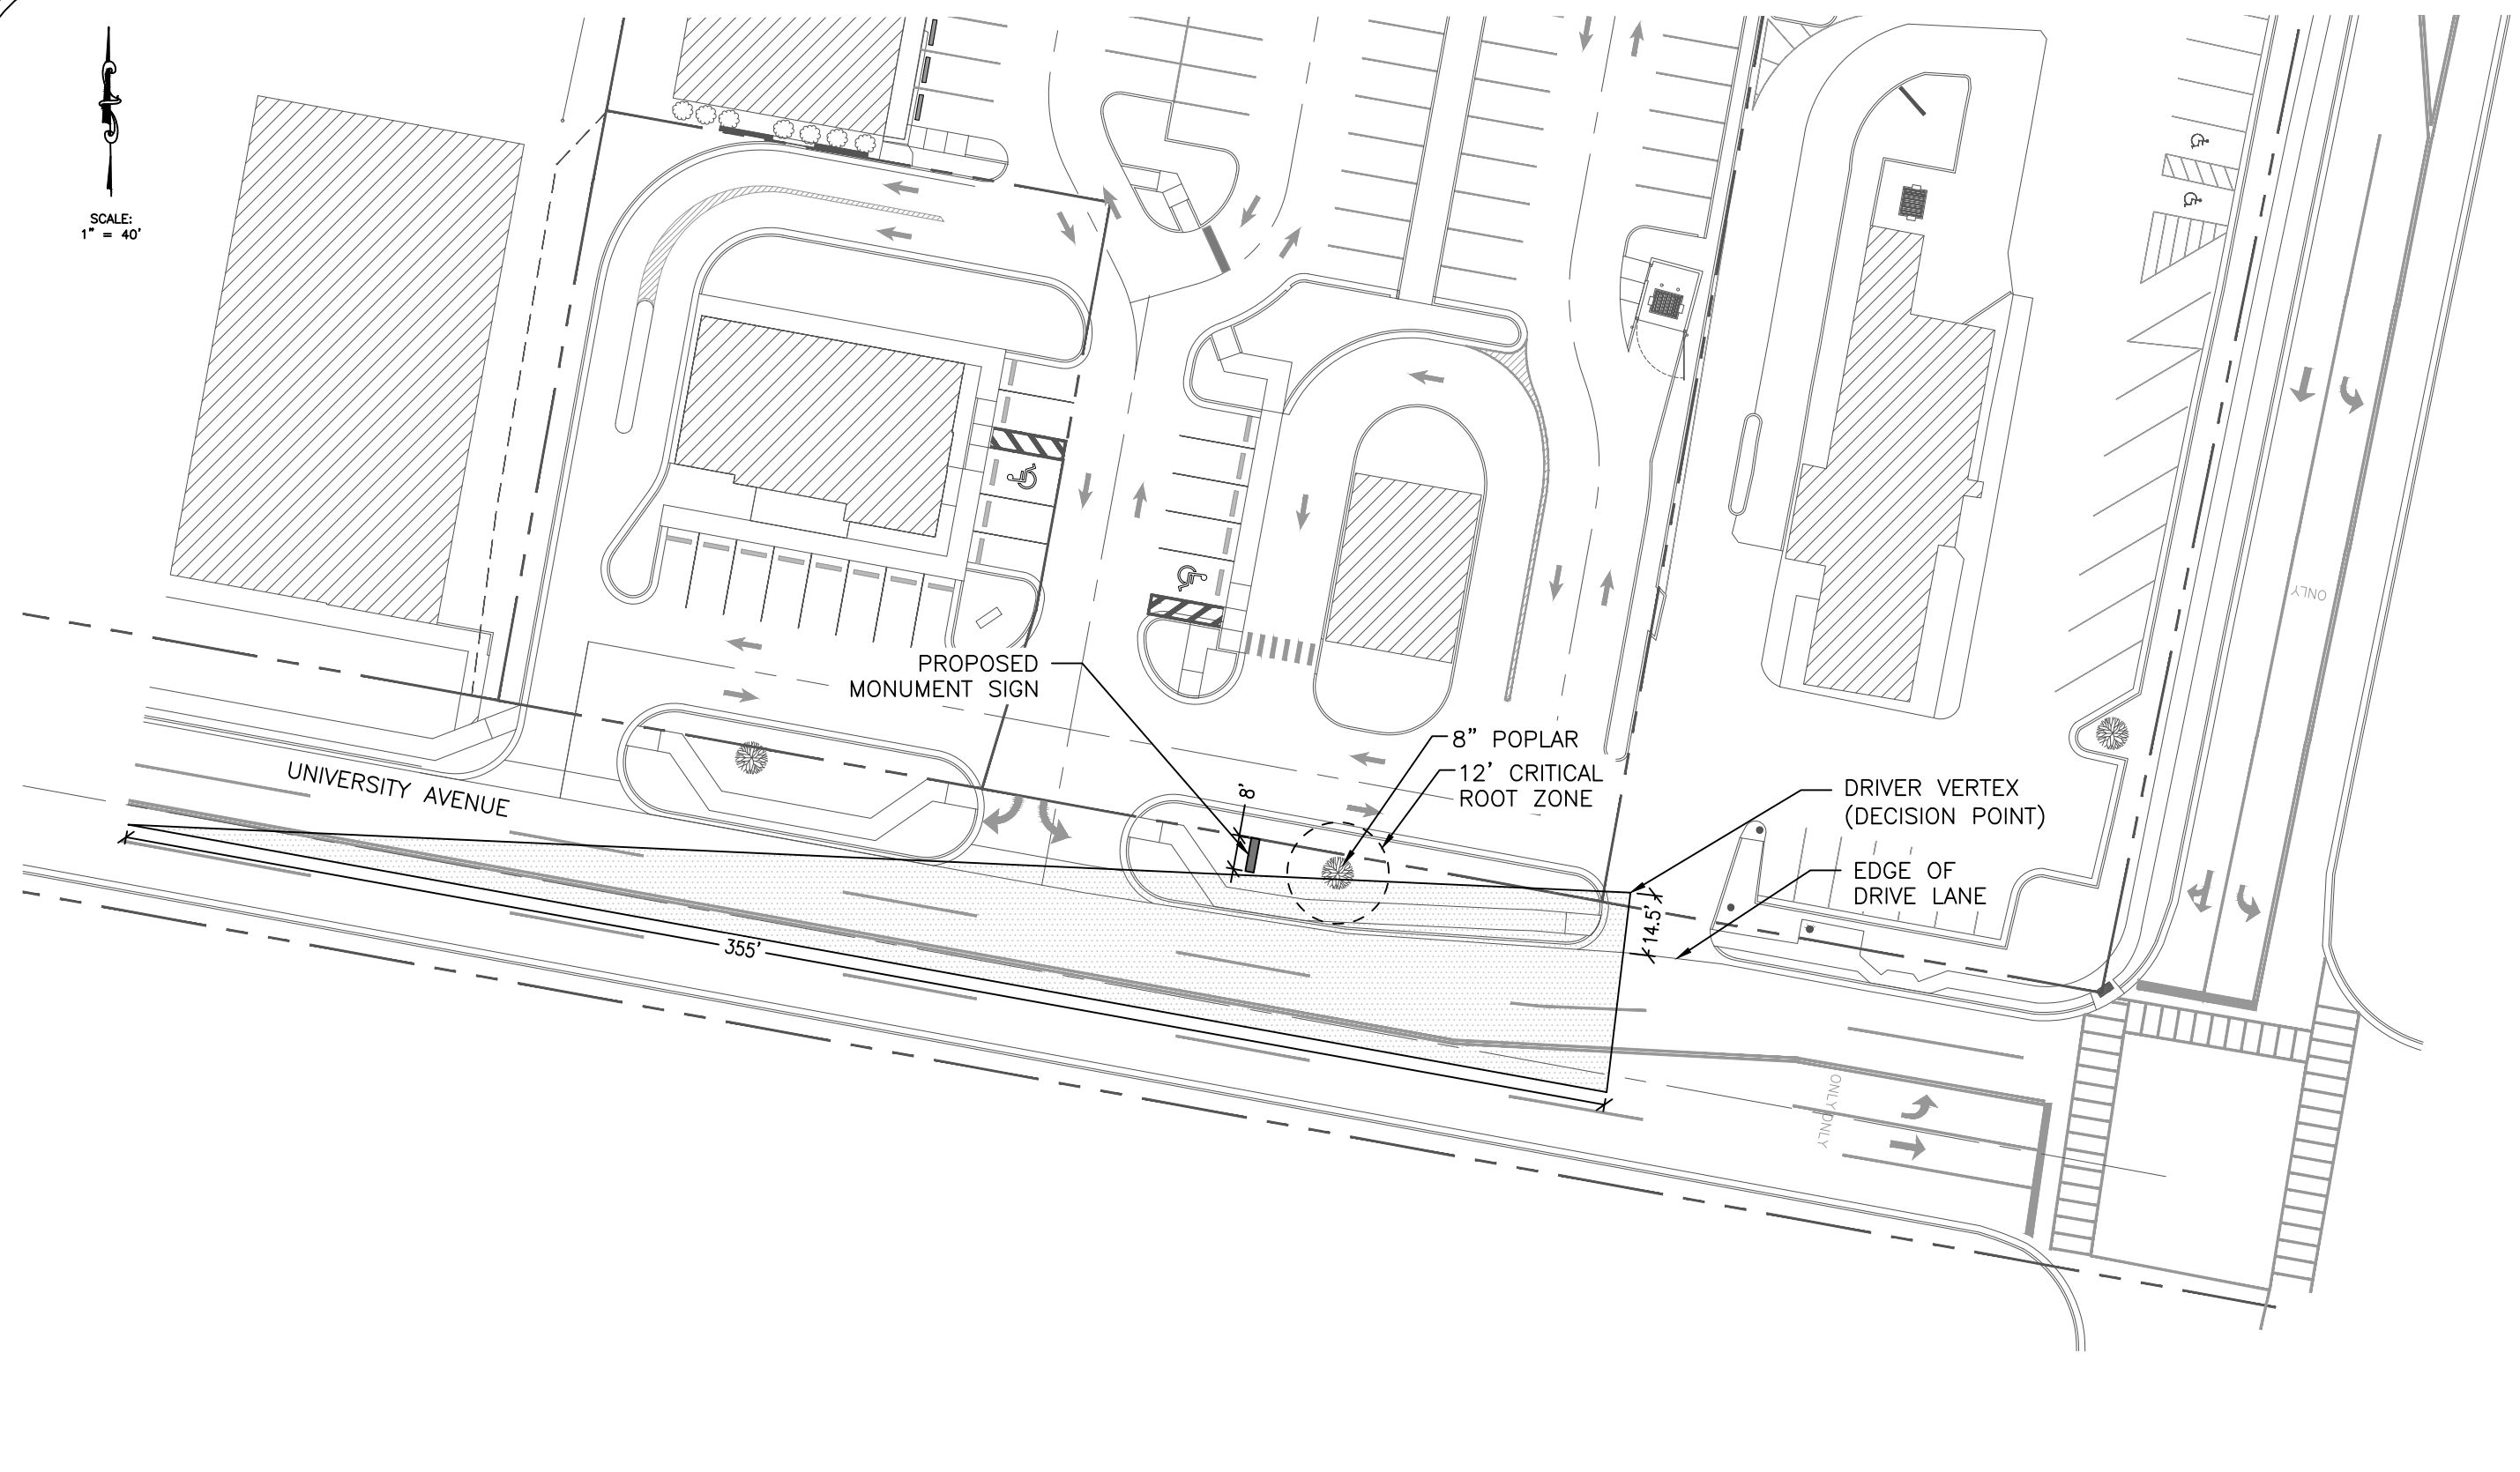 SCALE:
1" = 40'
PROPOSED
MONUMENT SIGN
8'
8" POPLAR
12' CRITICAL
ROOT ZONE
DRIVER VERTEX
(DECISION POINT)
EDGE OF
DRIVE LANE
14.5'
UNIVERSITY AVENUE
355'
ONLY
ONLY
ONLY